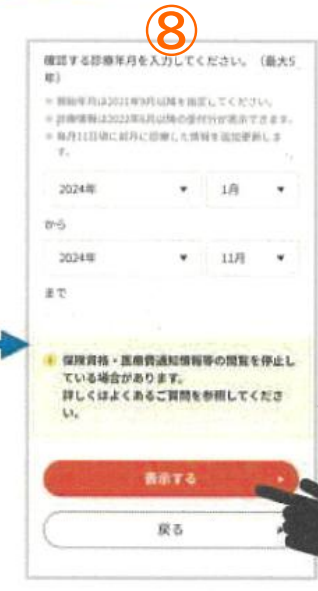 ⑧
確認する診療年月を入力してください。(最大5
年)
※ 開始年月は2021年9月以降を指定してください。
※ 診療情報は2022年6月以降の受付分が表示できます。
※ 毎月11日頃に前月に診療した情報を追加更新しま
す。
2024年 ▼ 1月 ▼
から
2024年 ▼ 11月 ▼
まで
保険資格・医療費通知情報等の閲覧を停止し
ている場合があります。
詳しくはよくあるご質問を参照してくださ
い。
表示する
戻る